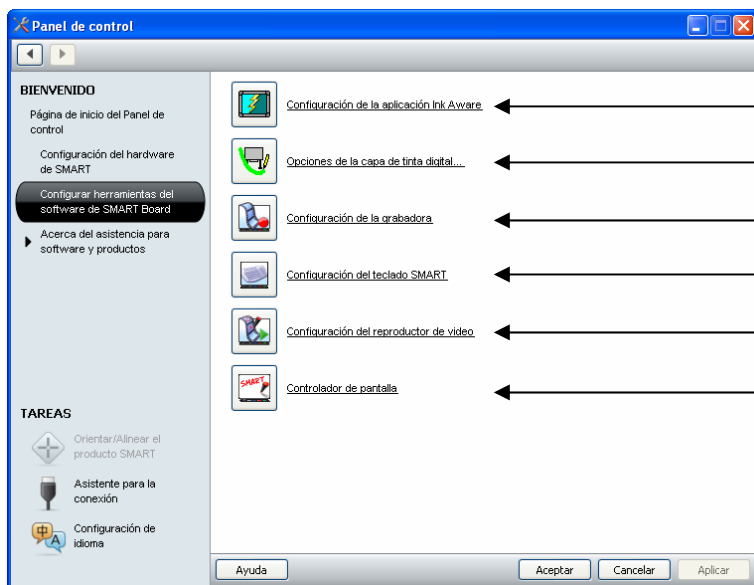 Panel de control
BIENVENIDO
Página de inicio del Panel de
control
Configuración del hardware
de SMART
Configurar herramientas del
software de SMART Board
Acerca del asistencia para
software y productos
TAREAS
Orientar/Alinear el
producto SMART
Asistente para la
conexión
Configuración de
idioma
Configuración de la aplicación Ink Aware
Opciones de la capa de tinta digital...
Configuración de la grabadora
Configuración del teclado SMART
Configuración del reproductor de video
SMART
Controlador de pantalla
Ayuda
Aceptar
Cancelar
Aplicar